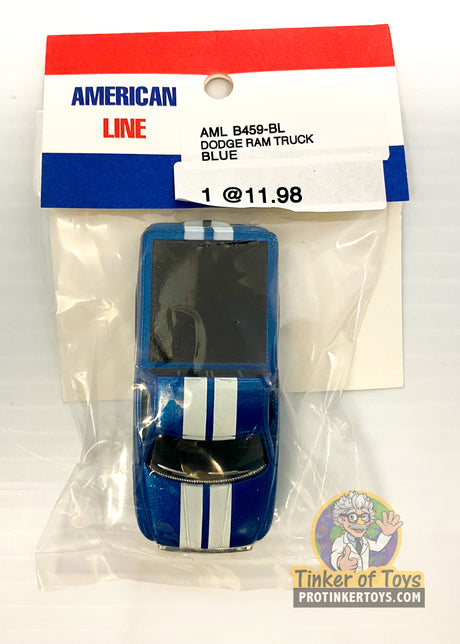 AMERICAN
LINE
AML B459-BL
DODGE RAM TRUCK
BLUE
1 @11.98
Tinker of Toys
PROTINKERTOYS.COM